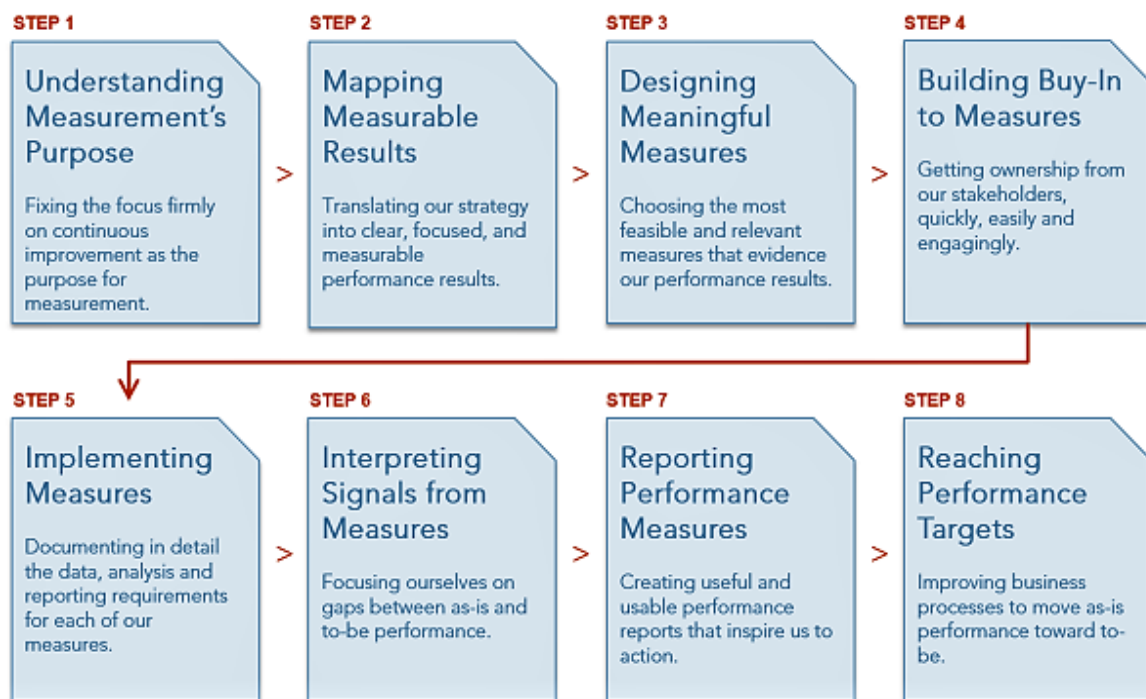 STEP 1
Understanding
Measurement's
Purpose
Fixing the focus firmly
on continuous
improvement as the
purpose for
measurement.
>
STEP 2
Mapping
Measurable
Results
Translating our strategy
into clear, focused, and
measurable
performance results.
>
STEP 3
Designing
Meaningful
Measures
Choosing the most
feasible and relevant
measures that evidence
our performance results.
>
STEP 4
Building Buy-In
to Measures
Getting ownership from
our stakeholders,
quickly, easily and
engagingly.
STEP 5
Implementing
Measures
Documenting in detail
the data, analysis and
reporting requirements
for each of our
measures.
>
STEP 6
Interpreting
Signals from
Measures
Focusing ourselves on
gaps between as-is and
to-be performance.
>
STEP 7
Reporting
Performance
Measures
Creating useful and
usable performance
reports that inspire us to
action.
>
STEP 8
Reaching
Performance
Targets
Improving business
processes to move as-is
performance toward to-
be.